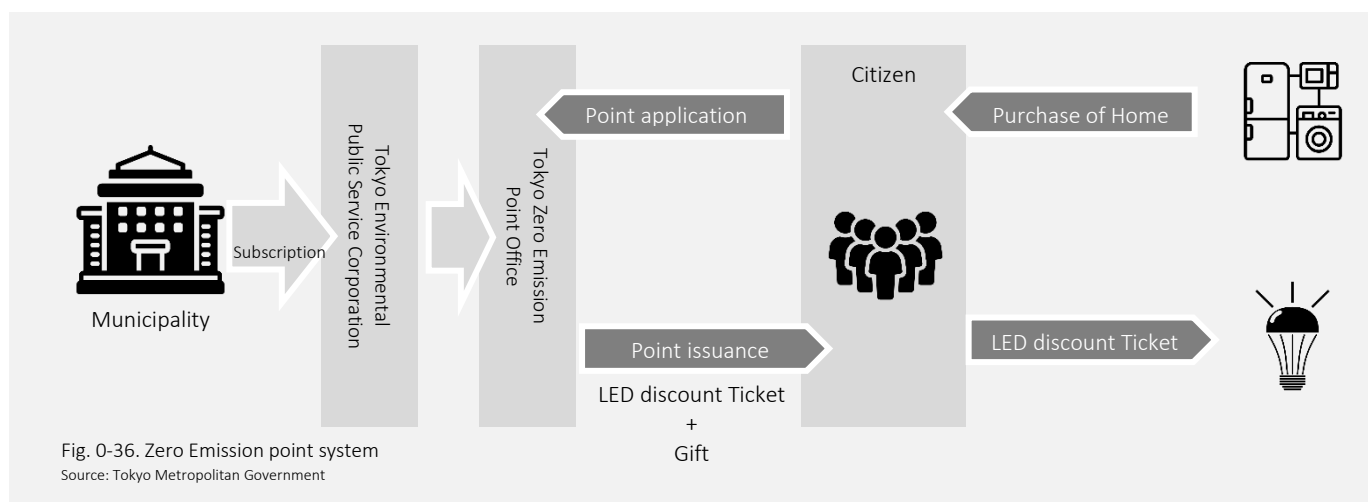 Citizen
Point application
Purchase of Home
Tokyo Environmental
Public Service Corporation
Tokyo Zero Emission
Point Office
Subscription
Municipality
Point issuance
LED discount Ticket
LED discount Ticket
+
Gift
Fig. 0-36. Zero Emission point system
Source: Tokyo Metropolitan Government